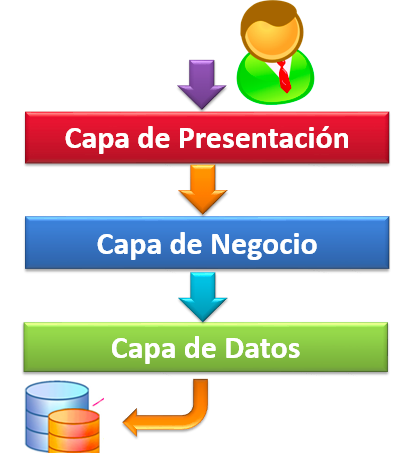 Capa de Presentación
Capa de Negocio
Capa de Datos